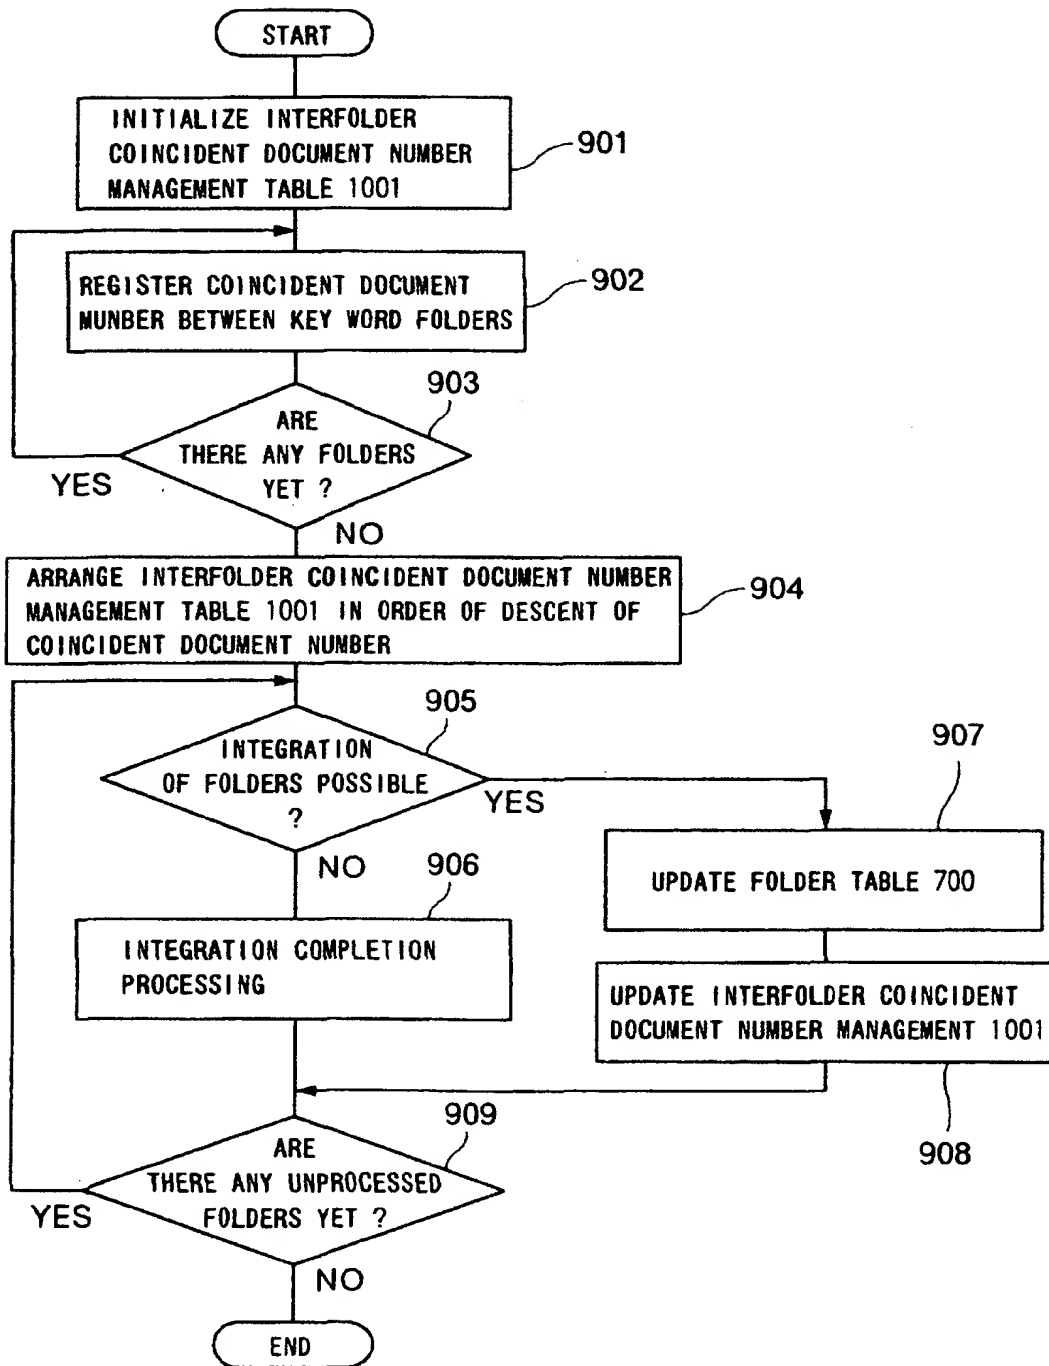 START
INITIALIZE INTERFOLDER
COINCIDENT DOCUMENT NUMBER
MANAGEMENT TABLE 1001
901
REGISTER COINCIDENT DOCUMENT
MUNBER BETWEEN KEY WORD FOLDERS
902
903
ARE
THERE ANY FOLDERS
YET ?
YES
NO
ARRANGE INTERFOLDER COINCIDENT DOCUMENT NUMBER
MANAGEMENT TABLE 1001 IN ORDER OF DESCENT OF
COINCIDENT DOCUMENT NUMBER
904
905
INTEGRATION
OF FOLDERS POSSIBLE
?
YES
NO
907
UPDATE FOLDER TABLE 700
906
INTEGRATION COMPLETION
PROCESSING
UPDATE INTERFOLDER COINCIDENT
DOCUMENT NUMBER MANAGEMENT 1001
908
909
ARE
THERE ANY UNPROCESSED
FOLDERS YET ?
YES
NO
END